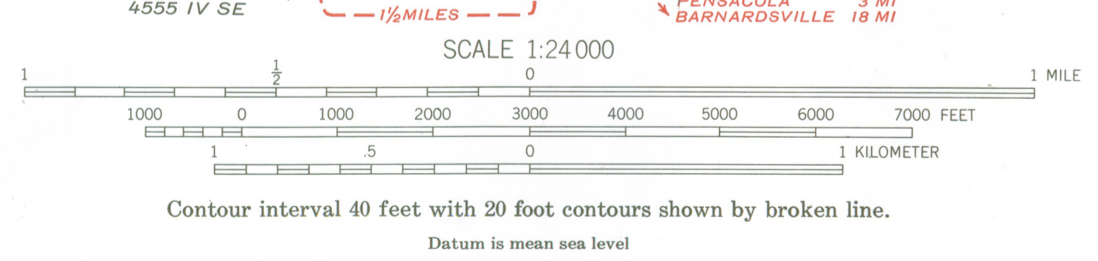 4555 IV SE
1½ MILES
PENSACOLA 3 MI
BARNARDSVILLE 18 MI
SCALE 1:24 000
1 ½ 0 1 MILE
1000 0 1000 2000 3000 4000 5000 6000 7000 FEET
1 .5 0 1 KILOMETER
Contour interval 40 feet with 20 foot contours shown by broken line.
Datum is mean sea level